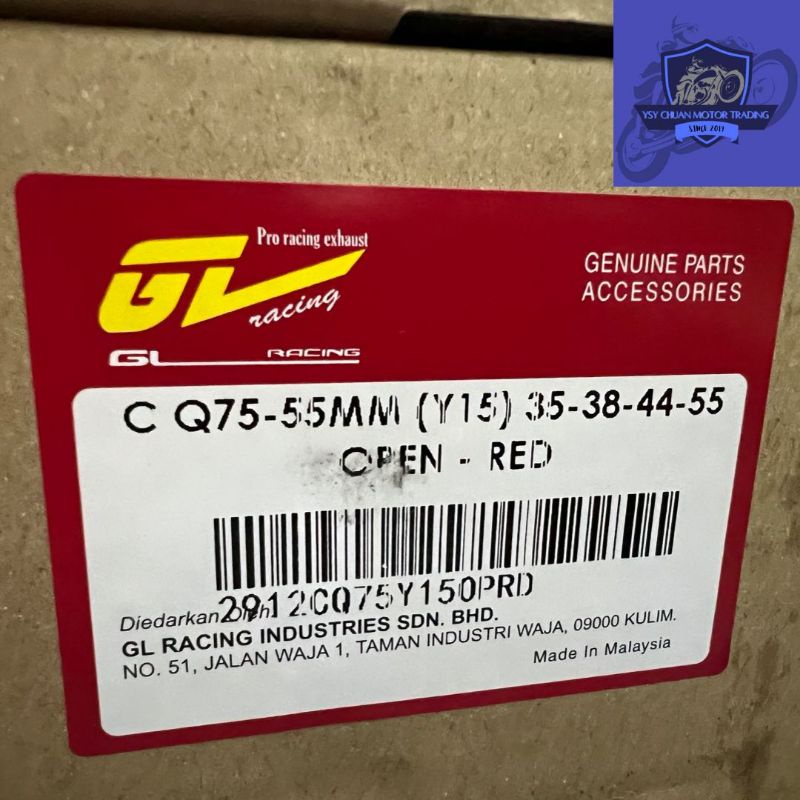 YSY CHUAN MOTOR TRADING
SINCE 2017
Pro racing exhaust
GL
racing
GL RACING
GENUINE PARTS
ACCESSORIES
C Q75-55MM (Y15) 35-38-44-55
OPEN - RED
2912CQ75Y15OPRD
Diedarkan Oleh
GL RACING INDUSTRIES SDN. BHD.
NO. 51, JALAN WAJA 1, TAMAN INDUSTRI WAJA, 09000 KULIM.
Made In Malaysia